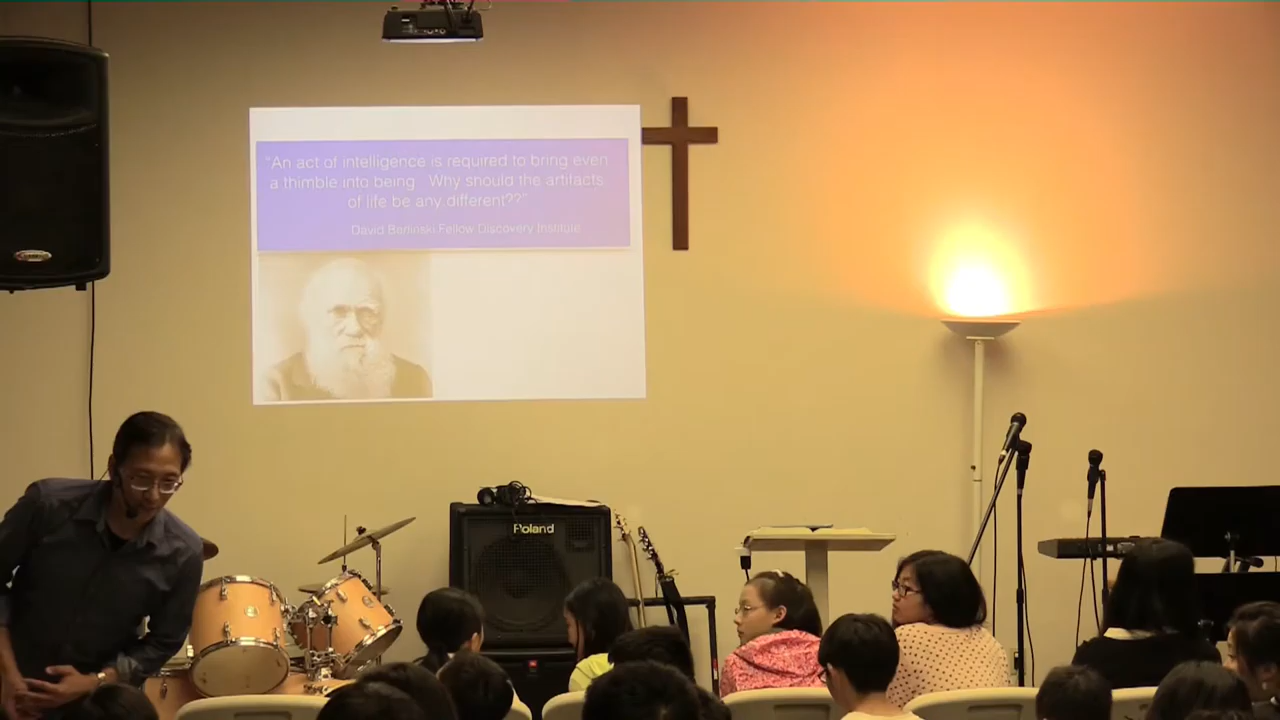 "An act of intelligence is required to bring even
a thimble into being. Why should the artifacts
of life be any different??"
David Berlinski Fellow Discovery Institute
Roland